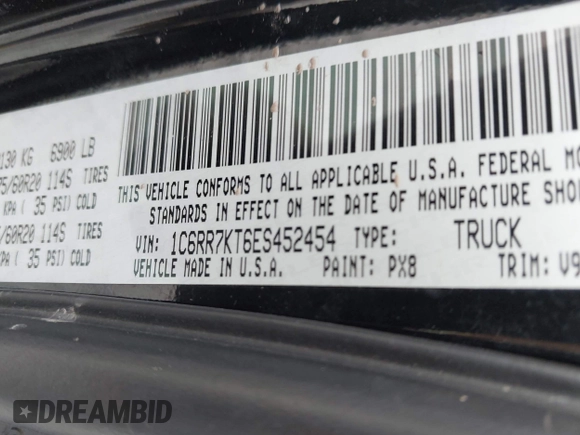 130 KG 6900 LB
75/60R20 114S TIRES
KPA ( 35 PSI) COLD
/60R20 114S TIRES
KPA ( 35 PSI) COLD
THIS VEHICLE CONFORMS TO ALL APPLICABLE U.S.A. FEDERAL MO
STANDARDS IN EFFECT ON THE DATE OF MANUFACTURE SHO
VIN: 1C6RR7KT6ES452454 TYPE: TRUCK
VEHICLE MADE IN U.S.A. PAINT: PX8 TRIM: V9
DREAMBID